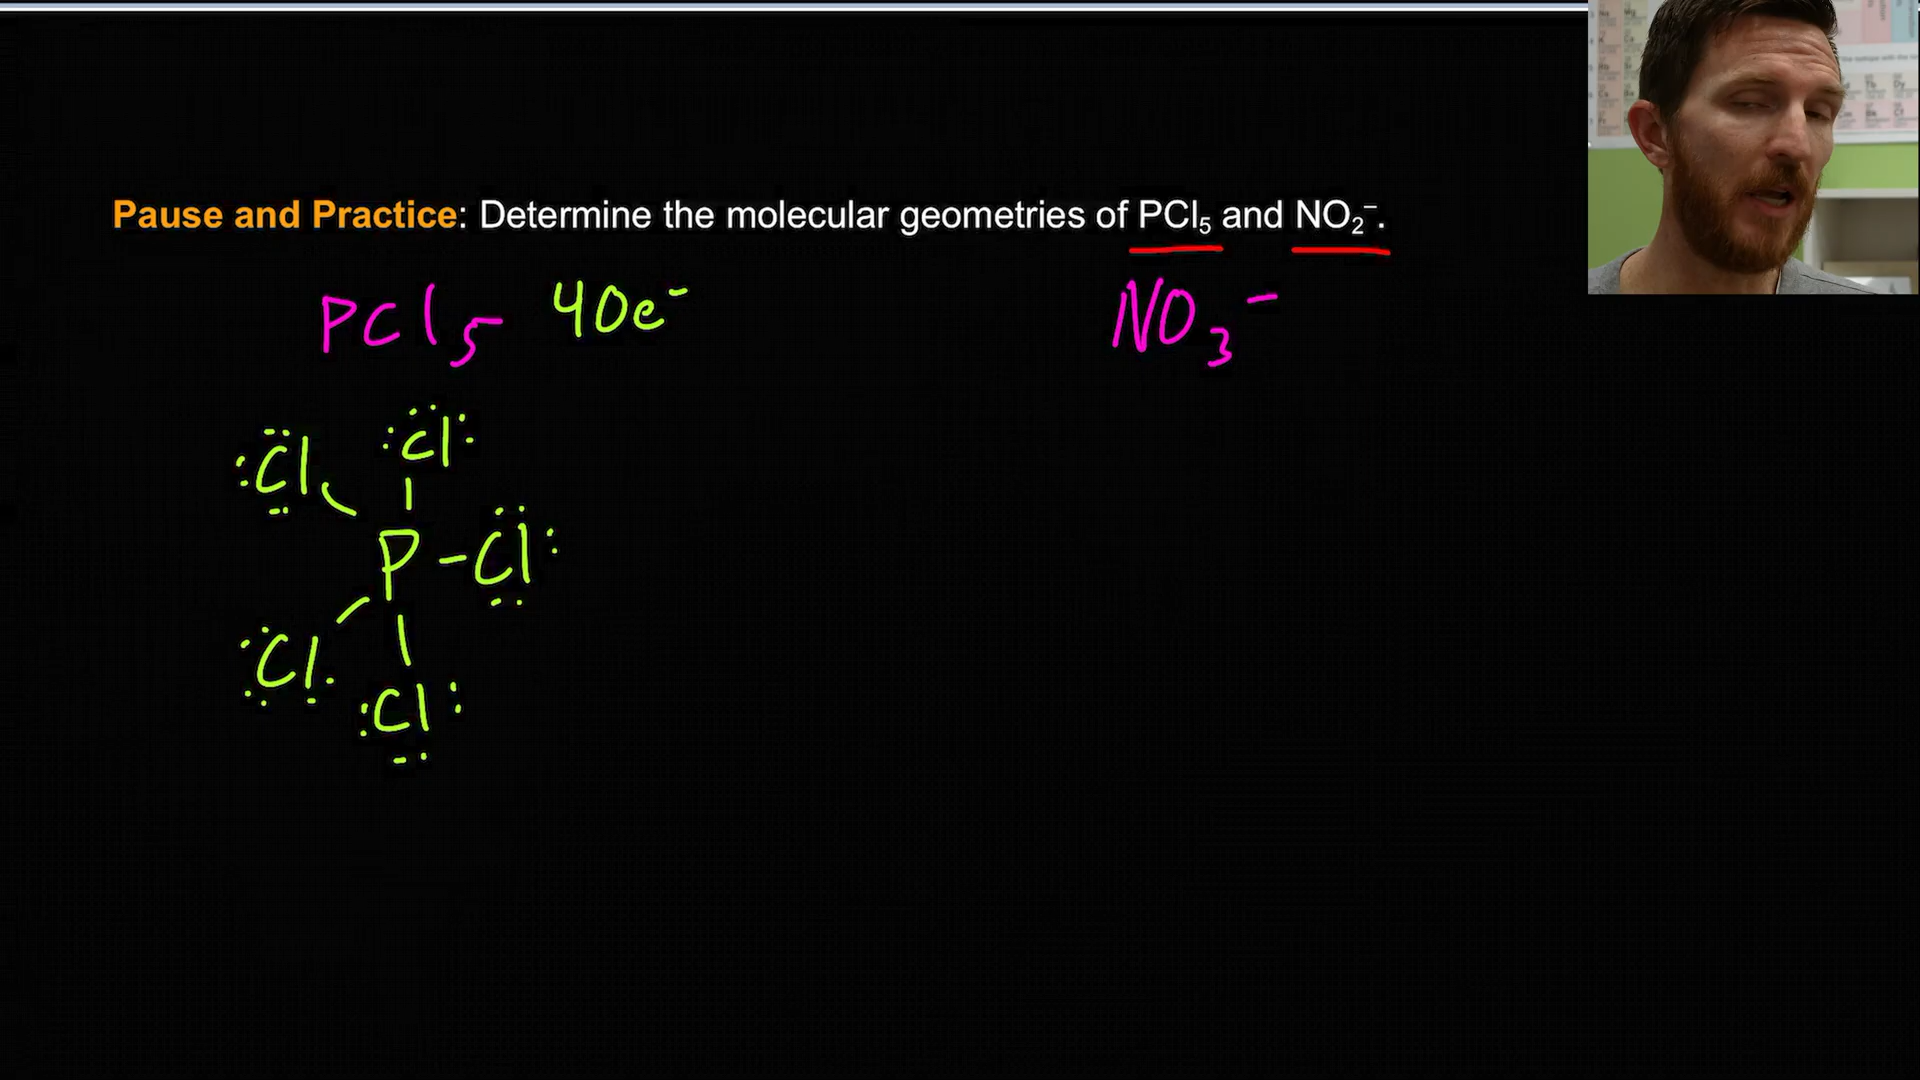 Pause and Practice: Determine the molecular geometries of PCl₅ and NO₂⁻.
PCl₅ 40e⁻
NO₃⁻
:Cl :Cl:
P-Cl:
Cl
:Cl: